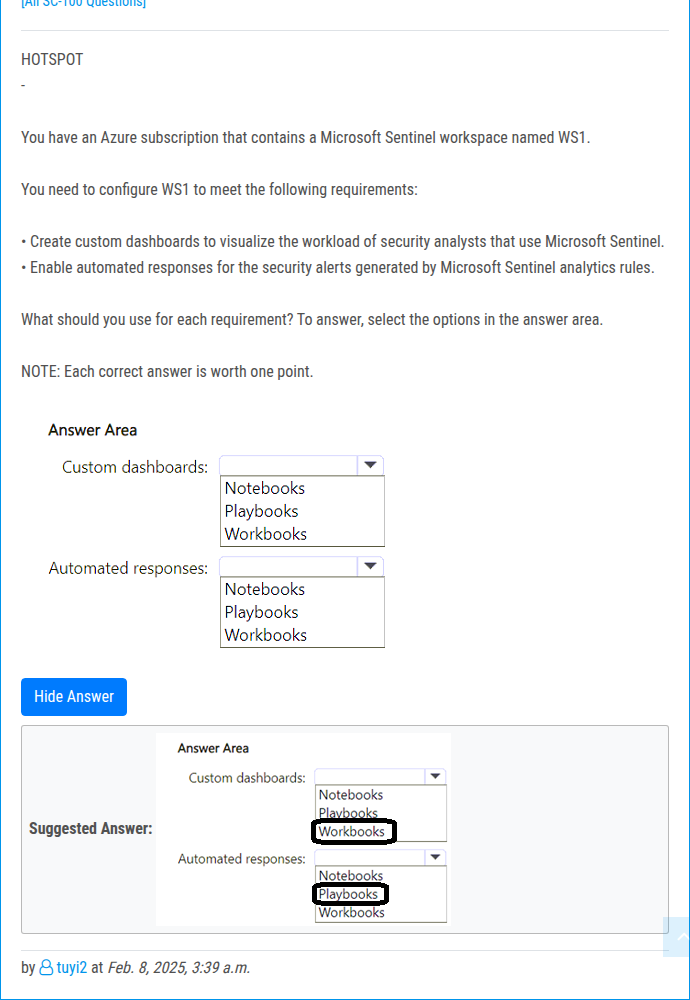 [All SC-100 Questions]
HOTSPOT
-
You have an Azure subscription that contains a Microsoft Sentinel workspace named WS1.
You need to configure WS1 to meet the following requirements:
• Create custom dashboards to visualize the workload of security analysts that use Microsoft Sentinel.
• Enable automated responses for the security alerts generated by Microsoft Sentinel analytics rules.
What should you use for each requirement? To answer, select the options in the answer area.
NOTE: Each correct answer is worth one point.
Answer Area
Custom dashboards:
Notebooks
Playbooks
Workbooks
Automated responses:
Notebooks
Playbooks
Workbooks
Hide Answer
Suggested Answer:
Answer Area
Custom dashboards:
Notebooks
Playbooks
Workbooks
Automated responses:
Notebooks
Playbooks
Workbooks
by tuyi2 at Feb. 8, 2025, 3:39 a.m.